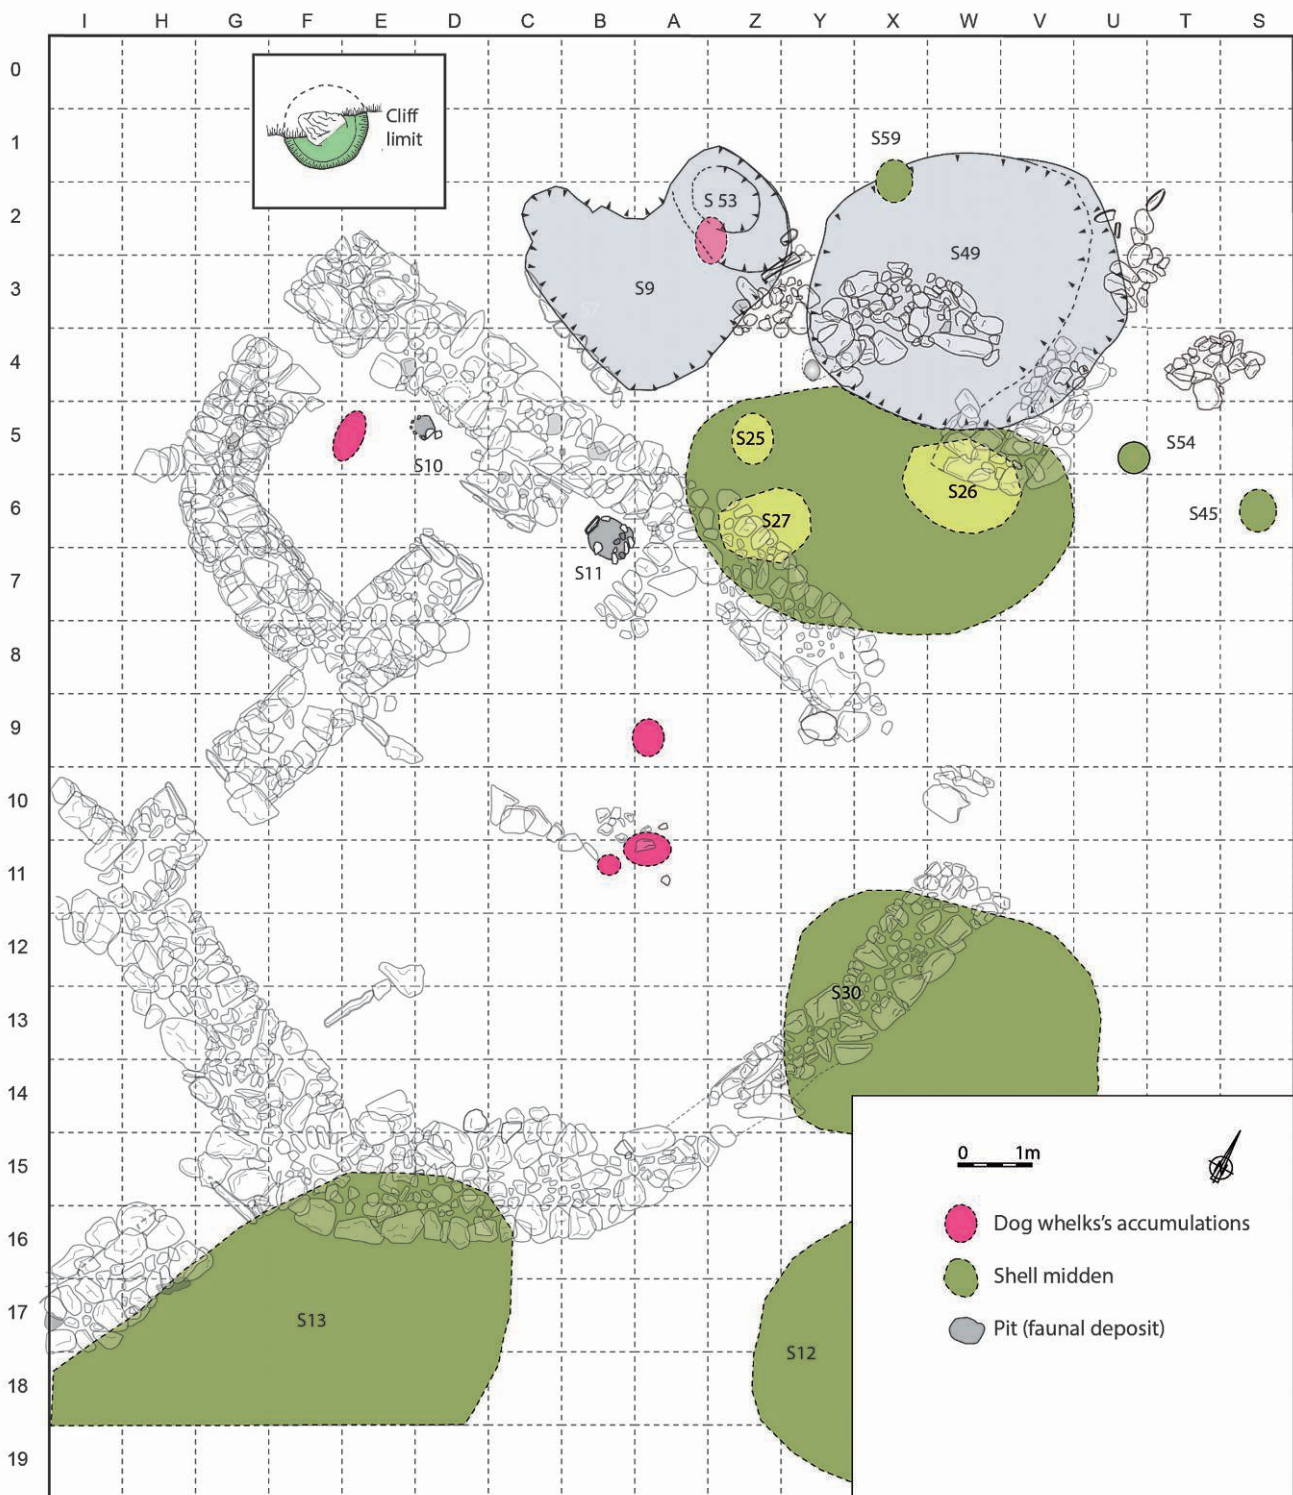 I H G F E D C B A Z Y X W V U T S
0
Cliff
limit
1
S59
2
S 53
S49
3
S9
S7
4
5
S25
S54
S10
S26
6
S27
S45
S11
7
8
9
10
11
12
S30
13
14
15
0 1m
16
Dog whelks's accumulations
Shell midden
17
S13
Pit (faunal deposit)
S12
18
19